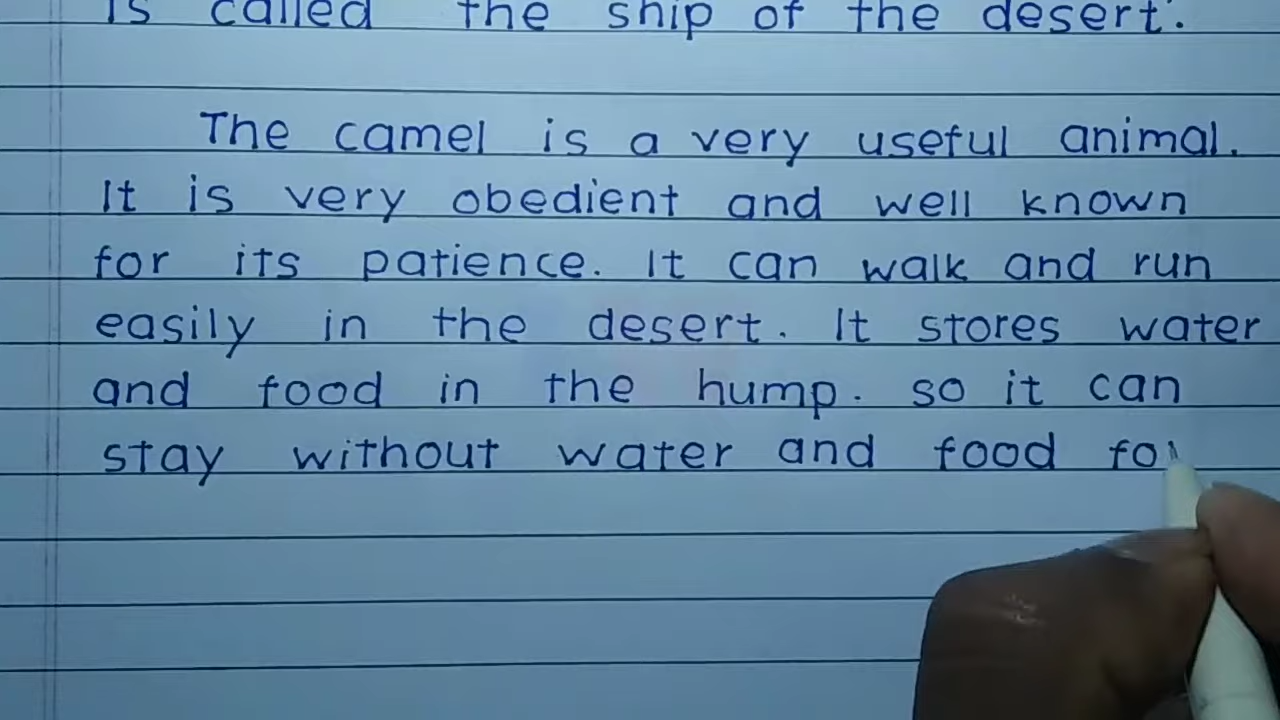 is called the ship of the desert.
The camel is a very useful animal.
It is very obedient and well known
for its patience. It can walk and run
easily in the desert. It stores water
and food in the hump. so it can
stay without water and food for